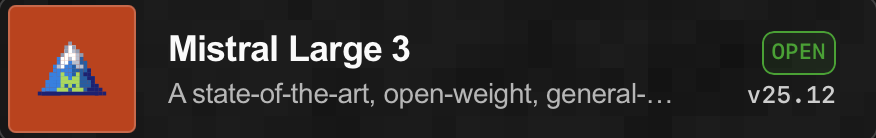 Mistral Large 3
OPEN
A state-of-the-art, open-weight, general-…
v25.12